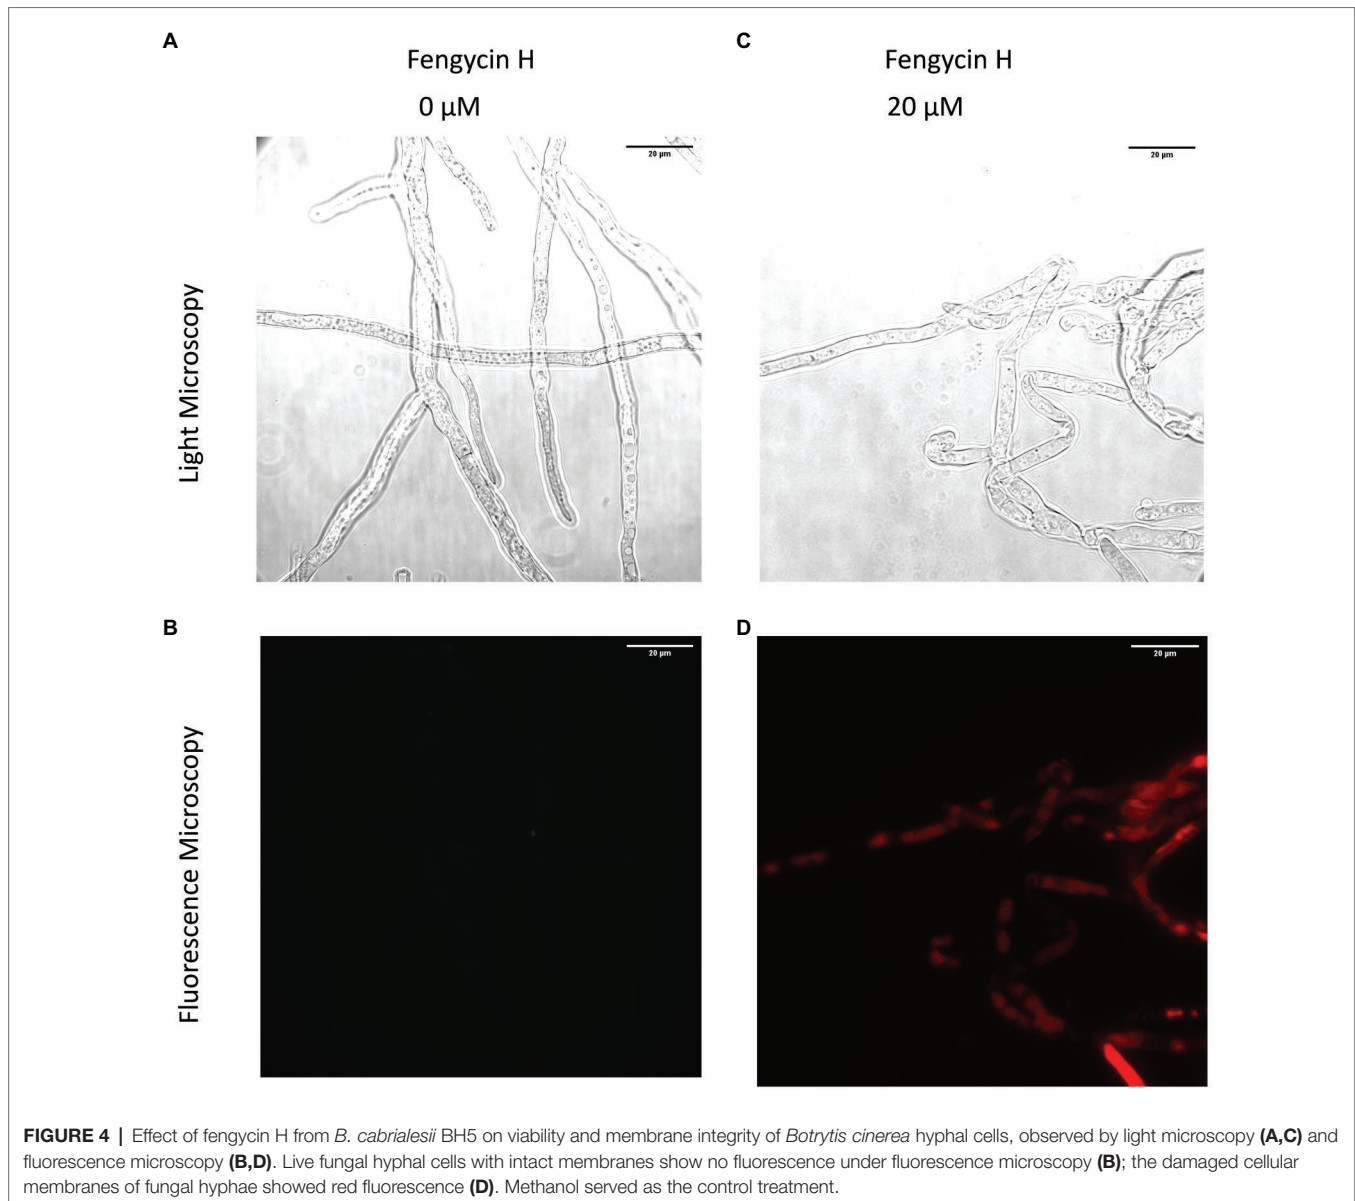 A
Fengycin H
0 µM
C
Fengycin H
20 µM
20 µm
20 µm
Light Microscopy
B
D
20 µm
20 µm
Fluorescence Microscopy
FIGURE 4 | Effect of fengycin H from B. cabrialesii BH5 on viability and membrane integrity of Botrytis cinerea hyphal cells, observed by light microscopy (A,C) and
fluorescence microscopy (B,D). Live fungal hyphal cells with intact membranes show no fluorescence under fluorescence microscopy (B); the damaged cellular
membranes of fungal hyphae showed red fluorescence (D). Methanol served as the control treatment.